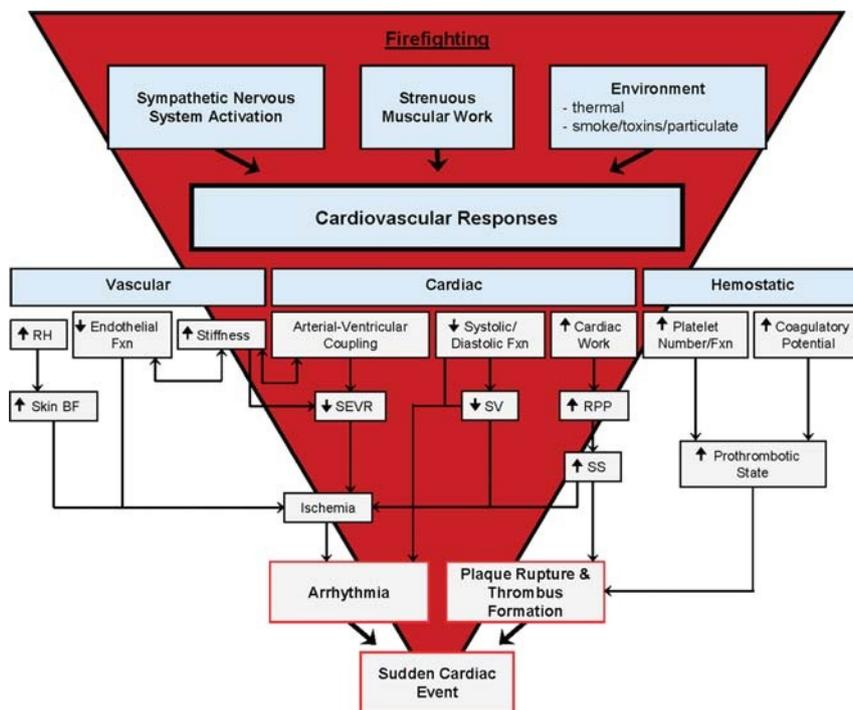 Firefighting
Sympathetic Nervous
System Activation
Strenuous
Muscular Work
Environment
- thermal
- smoke/toxins/particulate
Cardiovascular Responses
Vascular
Cardiac
Hemostatic
↑ RH
↓ Endothelial
Fxn
↑ Stiffness
Arterial-Ventricular
Coupling
↓ Systolic/
Diastolic Fxn
↑ Cardiac
Work
↑ Platelet
Number/Fxn
↑ Coagulatory
Potential
↑ Skin BF
↓ SEVR
↓ SV
↑ RPP
↑ SS
↑ Prothrombotic
State
Ischemia
Arrhythmia
Plaque Rupture &
Thrombus
Formation
Sudden Cardiac
Event